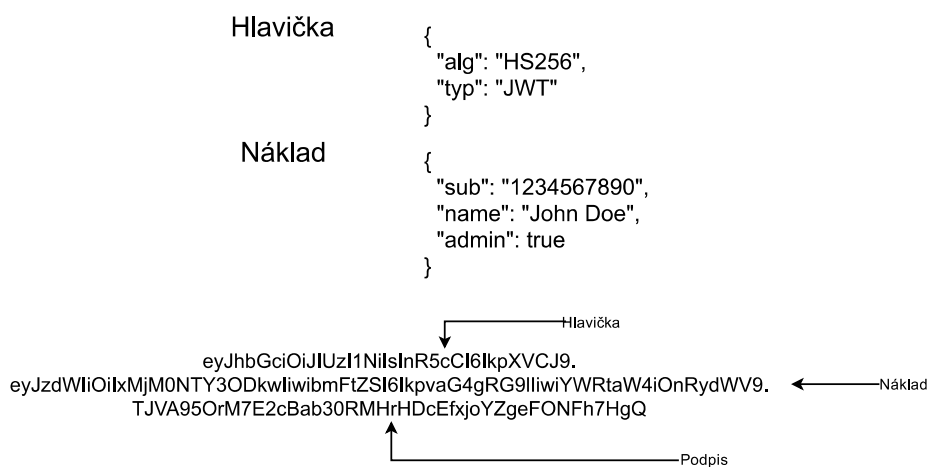 Hlavička
{
"alg": "HS256",
"typ": "JWT"
}
Náklad
{
"sub": "1234567890",
"name": "John Doe",
"admin": true
}
Hlavička
eyJhbGciOiJIUzI1NiIsInR5cCI6IkpXVCJ9.
eyJzdWIiOiIxMjM0NTY3ODkwIiwibmFtZSI6IkpvaG4gRG9lIiwiYWRtaW4iOnRydWV9.
Náklad
TJVA95OrM7E2cBab30RMHrHDcEfxjoYZgeFONFh7HgQ
Podpis